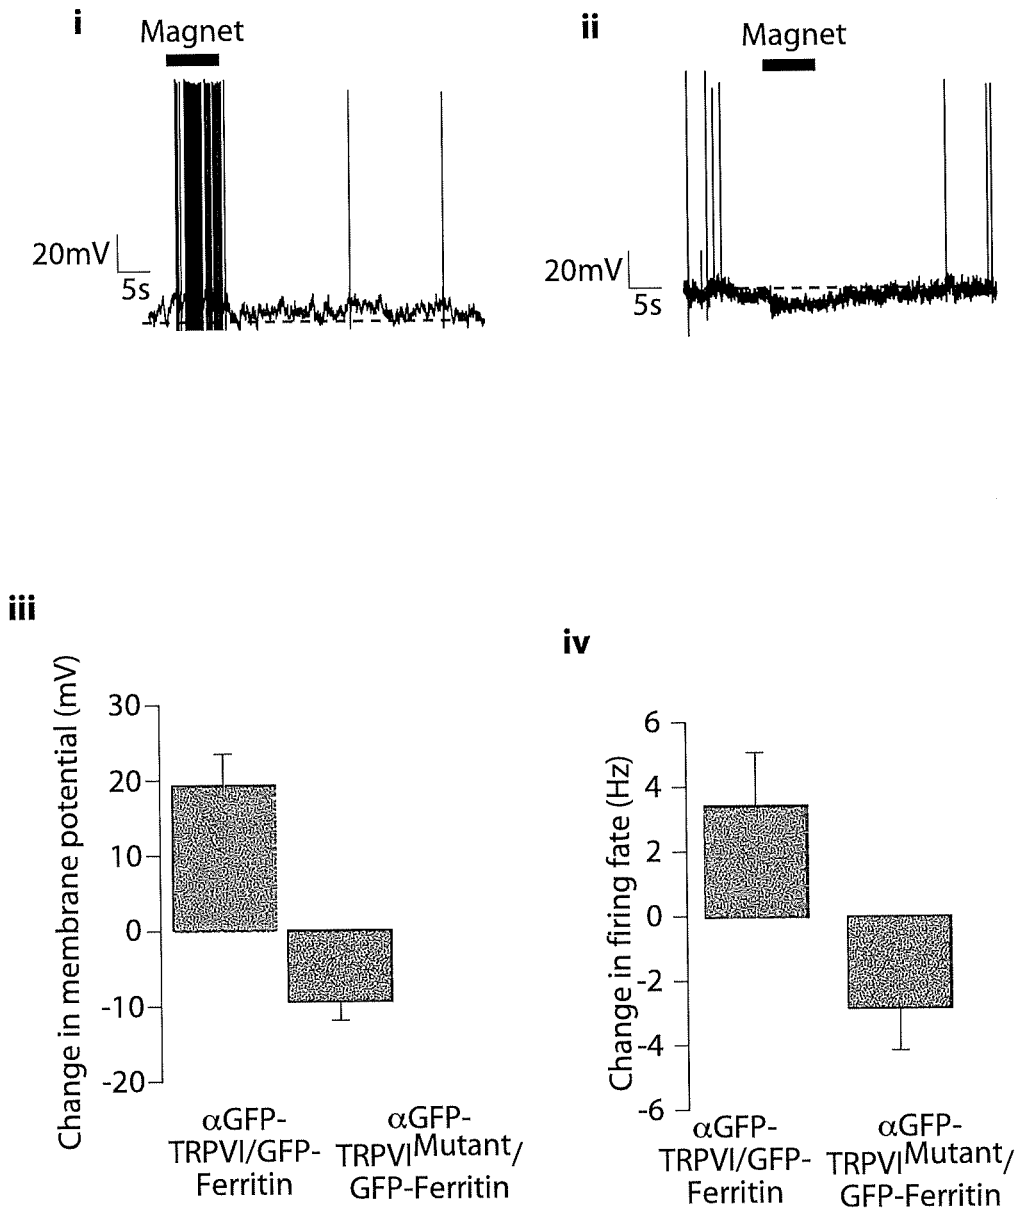 i
Magnet
20mV
5s
ii
Magnet
20mV
5s
iii
Change in membrane potential (mV)
30
20
10
0
-10
-20
αGFP-
TRPVI/GFP-
Ferritin
αGFP-
TRPVIMutant/
GFP-Ferritin
iv
Change in firing fate (Hz)
6
4
2
0
-2
-4
-6
αGFP-
TRPVI/GFP-
Ferritin
αGFP-
TRPVIMutant/
GFP-Ferritin